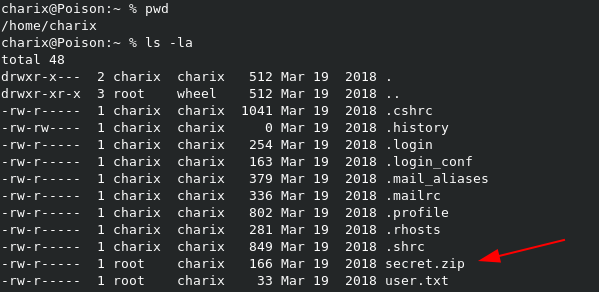 charix@Poison:~ % pwd
/home/charix
charix@Poison:~ % ls -la
total 48
drwxr-x---  2 charix  charix   512 Mar 19  2018 .
drwxr-xr-x  3 root    wheel    512 Mar 19  2018 ..
-rw-r-----  1 charix  charix  1041 Mar 19  2018 .cshrc
-rw-rw----  1 charix  charix     0 Mar 19  2018 .history
-rw-r-----  1 charix  charix   254 Mar 19  2018 .login
-rw-r-----  1 charix  charix   163 Mar 19  2018 .login_conf
-rw-r-----  1 charix  charix   379 Mar 19  2018 .mail_aliases
-rw-r-----  1 charix  charix   336 Mar 19  2018 .mailrc
-rw-r-----  1 charix  charix   802 Mar 19  2018 .profile
-rw-r-----  1 charix  charix   281 Mar 19  2018 .rhosts
-rw-r-----  1 charix  charix   849 Mar 19  2018 .shrc
-rw-r-----  1 root    charix   166 Mar 19  2018 secret.zip
-rw-r-----  1 root    charix    33 Mar 19  2018 user.txt